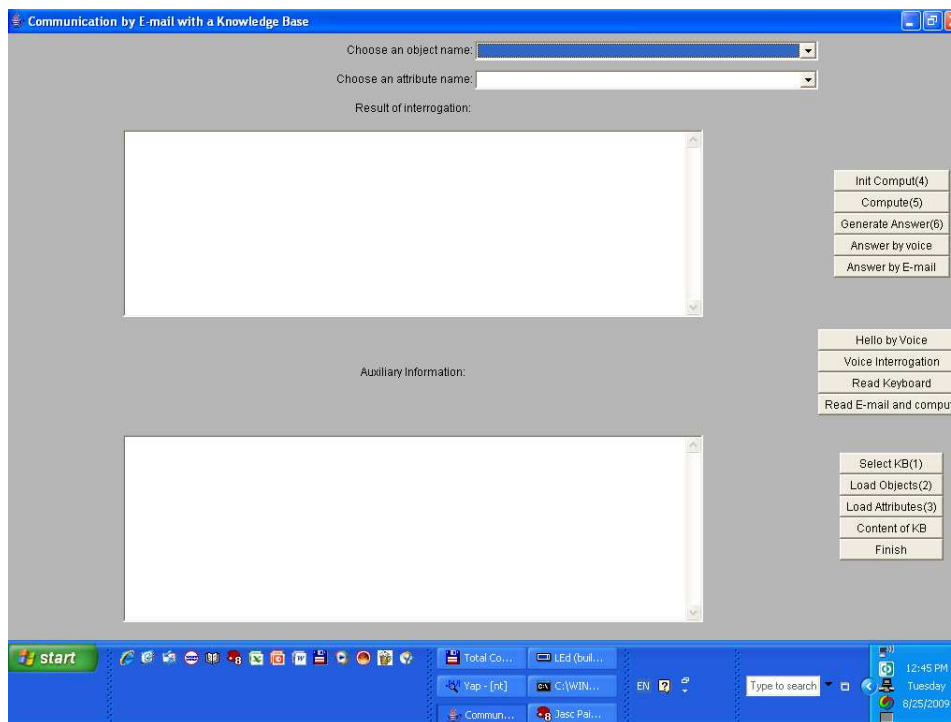 Communication by E-mail with a Knowledge Base
Choose an object name:
Choose an attribute name:
Result of interrogation:
Init Comput(4)
Compute(5)
Generate Answer(6)
Answer by voice
Answer by E-mail
Hello by Voice
Voice Interrogation
Auxiliary Information:
Read Keyboard
Read E-mail and comput
Select KB(1)
Load Objects(2)
Load Attributes(3)
Content of KB
Finish
start
Total Co...
LEd (buil...
12:45 PM
Yap - [nt]
C:\WIN...
EN
Type to search
Tuesday
Commun...
Jasc Pai...
8/25/2009